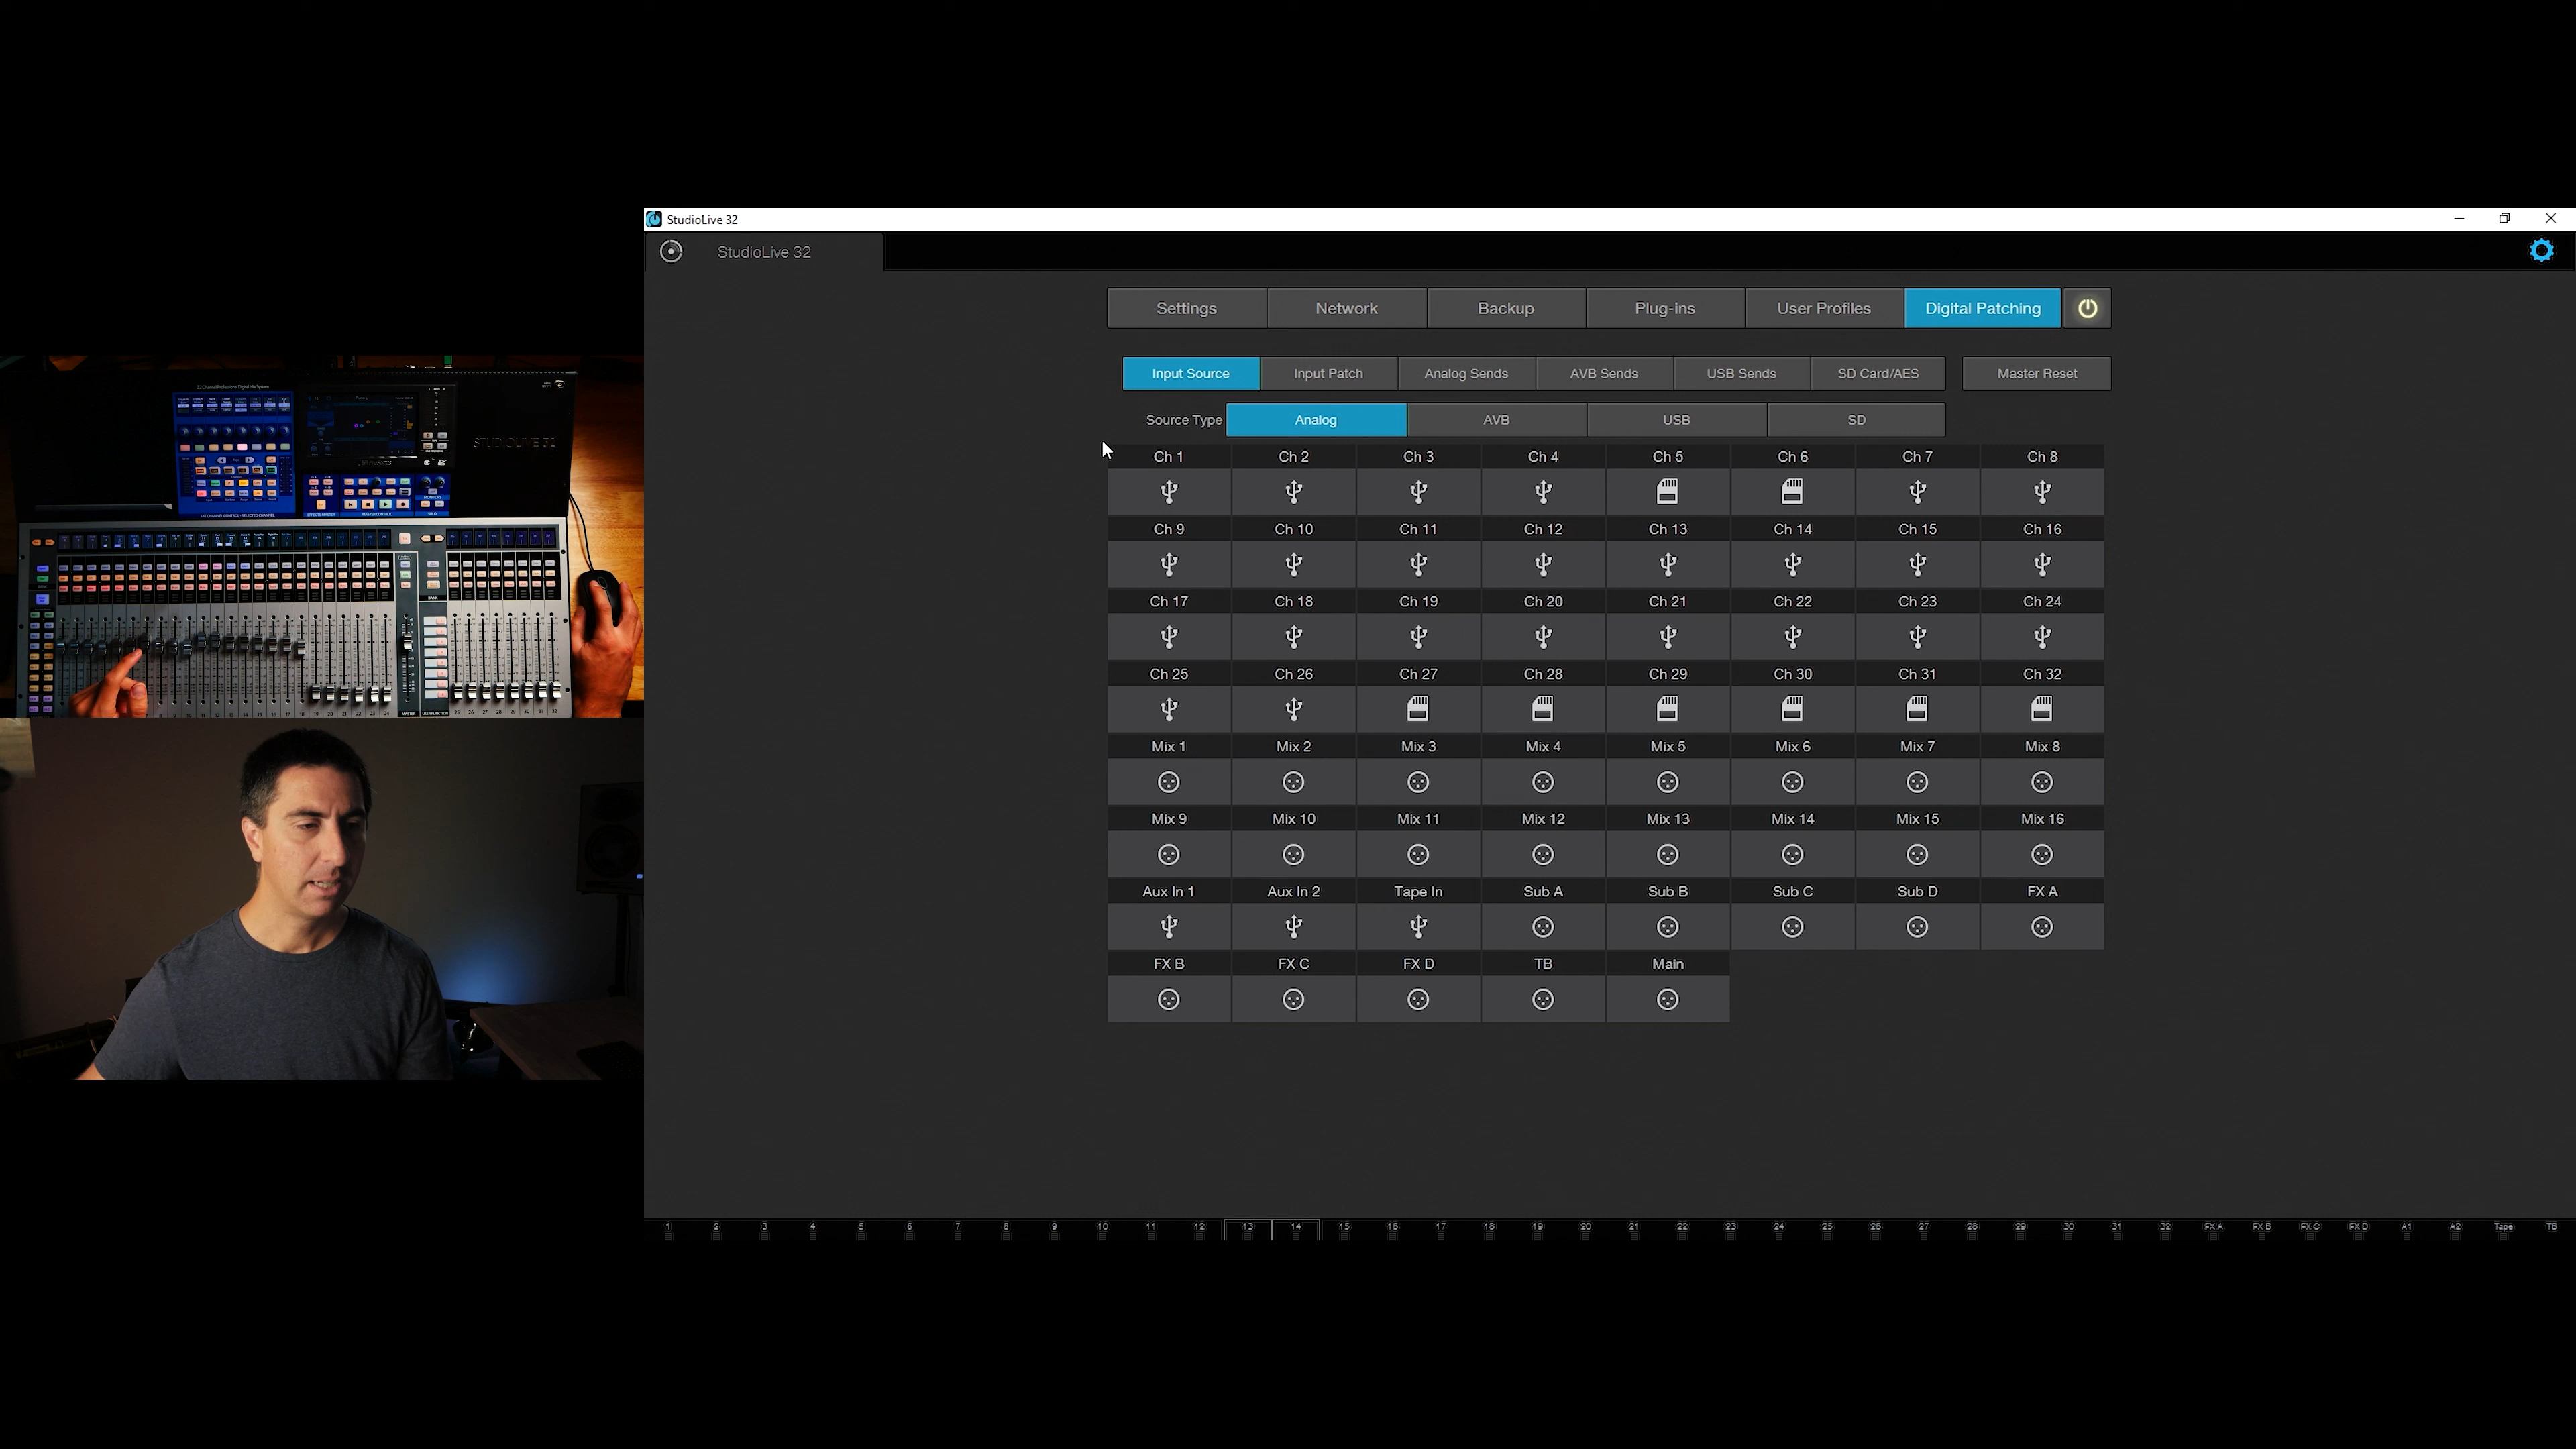 StudioLive 32
StudioLive 32
Settings Network Backup Plug-ins User Profiles Digital Patching
Input Source Input Patch Analog Sends AVB Sends USB Sends SD Card/AES Master Reset
Source Type Analog AVB USB SD
Ch 1 Ch 2 Ch 3 Ch 4 Ch 5 Ch 6 Ch 7 Ch 8
Ch 9 Ch 10 Ch 11 Ch 12 Ch 13 Ch 14 Ch 15 Ch 16
Ch 17 Ch 18 Ch 19 Ch 20 Ch 21 Ch 22 Ch 23 Ch 24
Ch 25 Ch 26 Ch 27 Ch 28 Ch 29 Ch 30 Ch 31 Ch 32
Mix 1 Mix 2 Mix 3 Mix 4 Mix 5 Mix 6 Mix 7 Mix 8
Mix 9 Mix 10 Mix 11 Mix 12 Mix 13 Mix 14 Mix 15 Mix 16
Aux In 1 Aux In 2 Tape In Sub A Sub B Sub C Sub D FX A
FX B FX C FX D TB Main
1 2 3 4 5 6 7 8 9 10 11 12 13 14 15 16 17 18 19 20 21 22 23 24 25 26 27 28 29 30 31 32 FX A FX B FX C FX D A1 A2 Tape TB
STUDIOLIVE 32